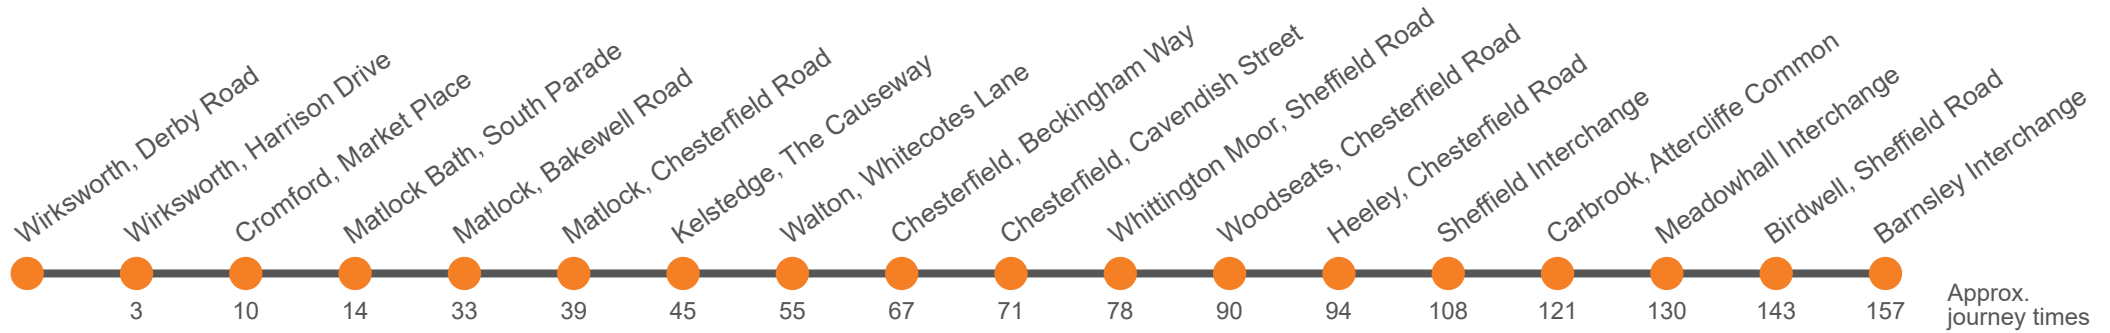 Wirksworth, Derby Road
Wirksworth, Harrison Drive
Cromford, Market Place
Matlock Bath, South Parade
Matlock, Bakewell Road
Matlock, Chesterfield Road
Kelstedge, The Causeway
Walton, Whitecotes Lane
Chesterfield, Beckingham Way
Chesterfield, Cavendish Street
Whittington Moor, Sheffield Road
Woodseats, Chesterfield Road
Heeley, Chesterfield Road
Sheffield Interchange
Carbrook, Attercliffe Common
Meadowhall Interchange
Birdwell, Sheffield Road
Barnsley Interchange
3 10 14 33 39 45 55 67 71 78 90 94 108 121 130 143 157
Approx.
journey times